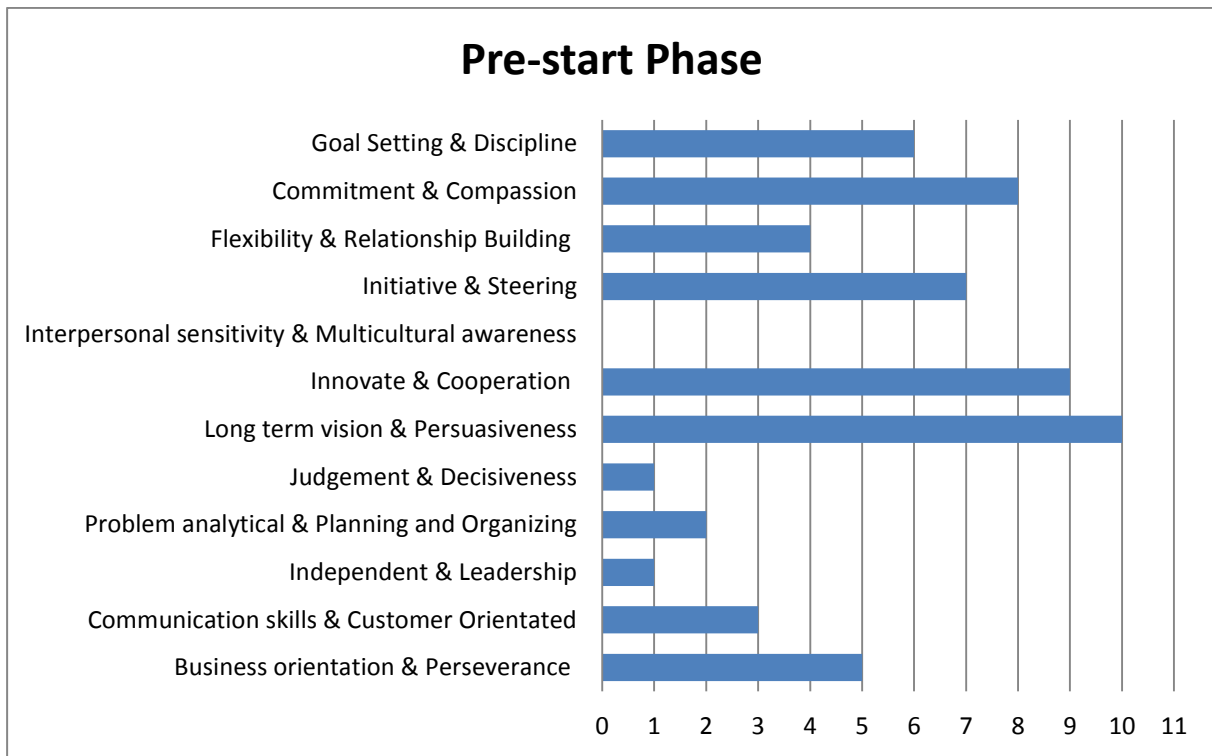 Pre-start Phase
Goal Setting & Discipline
Commitment & Compassion
Flexibility & Relationship Building
Initiative & Steering
Interpersonal sensitivity & Multicultural awareness
Innovate & Cooperation
Long term vision & Persuasiveness
Judgement & Decisiveness
Problem analytical & Planning and Organizing
Independent & Leadership
Communication skills & Customer Orientated
Business orientation & Perseverance
0 1 2 3 4 5 6 7 8 9 10 11